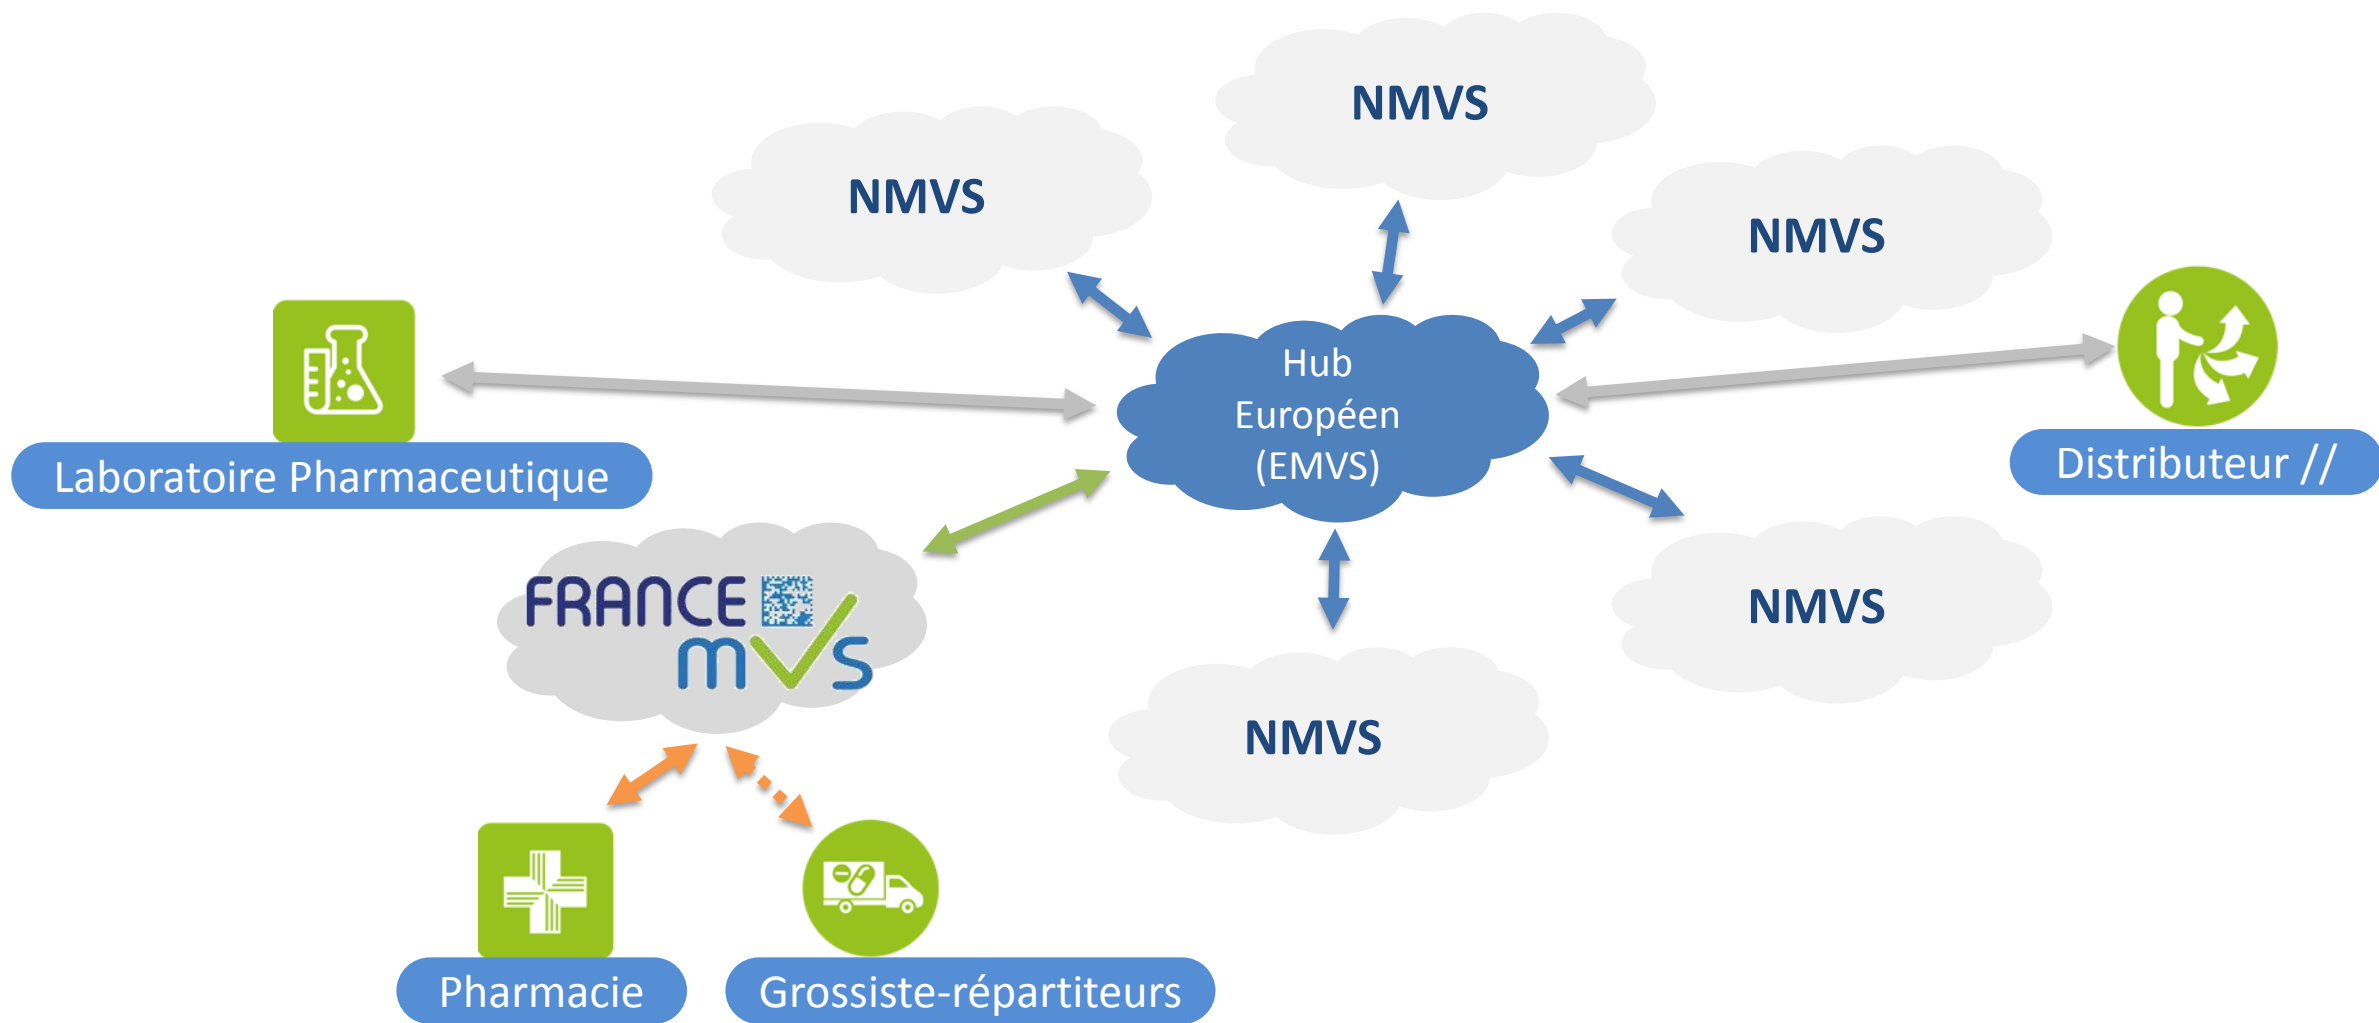 NMVS
NMVS
NMVS
Hub
Européen
(EMVS)
Laboratoire Pharmaceutique
Distributeur //
FRANCE
mvs
NMVS
NMVS
Pharmacie
Grossiste-répartiteurs